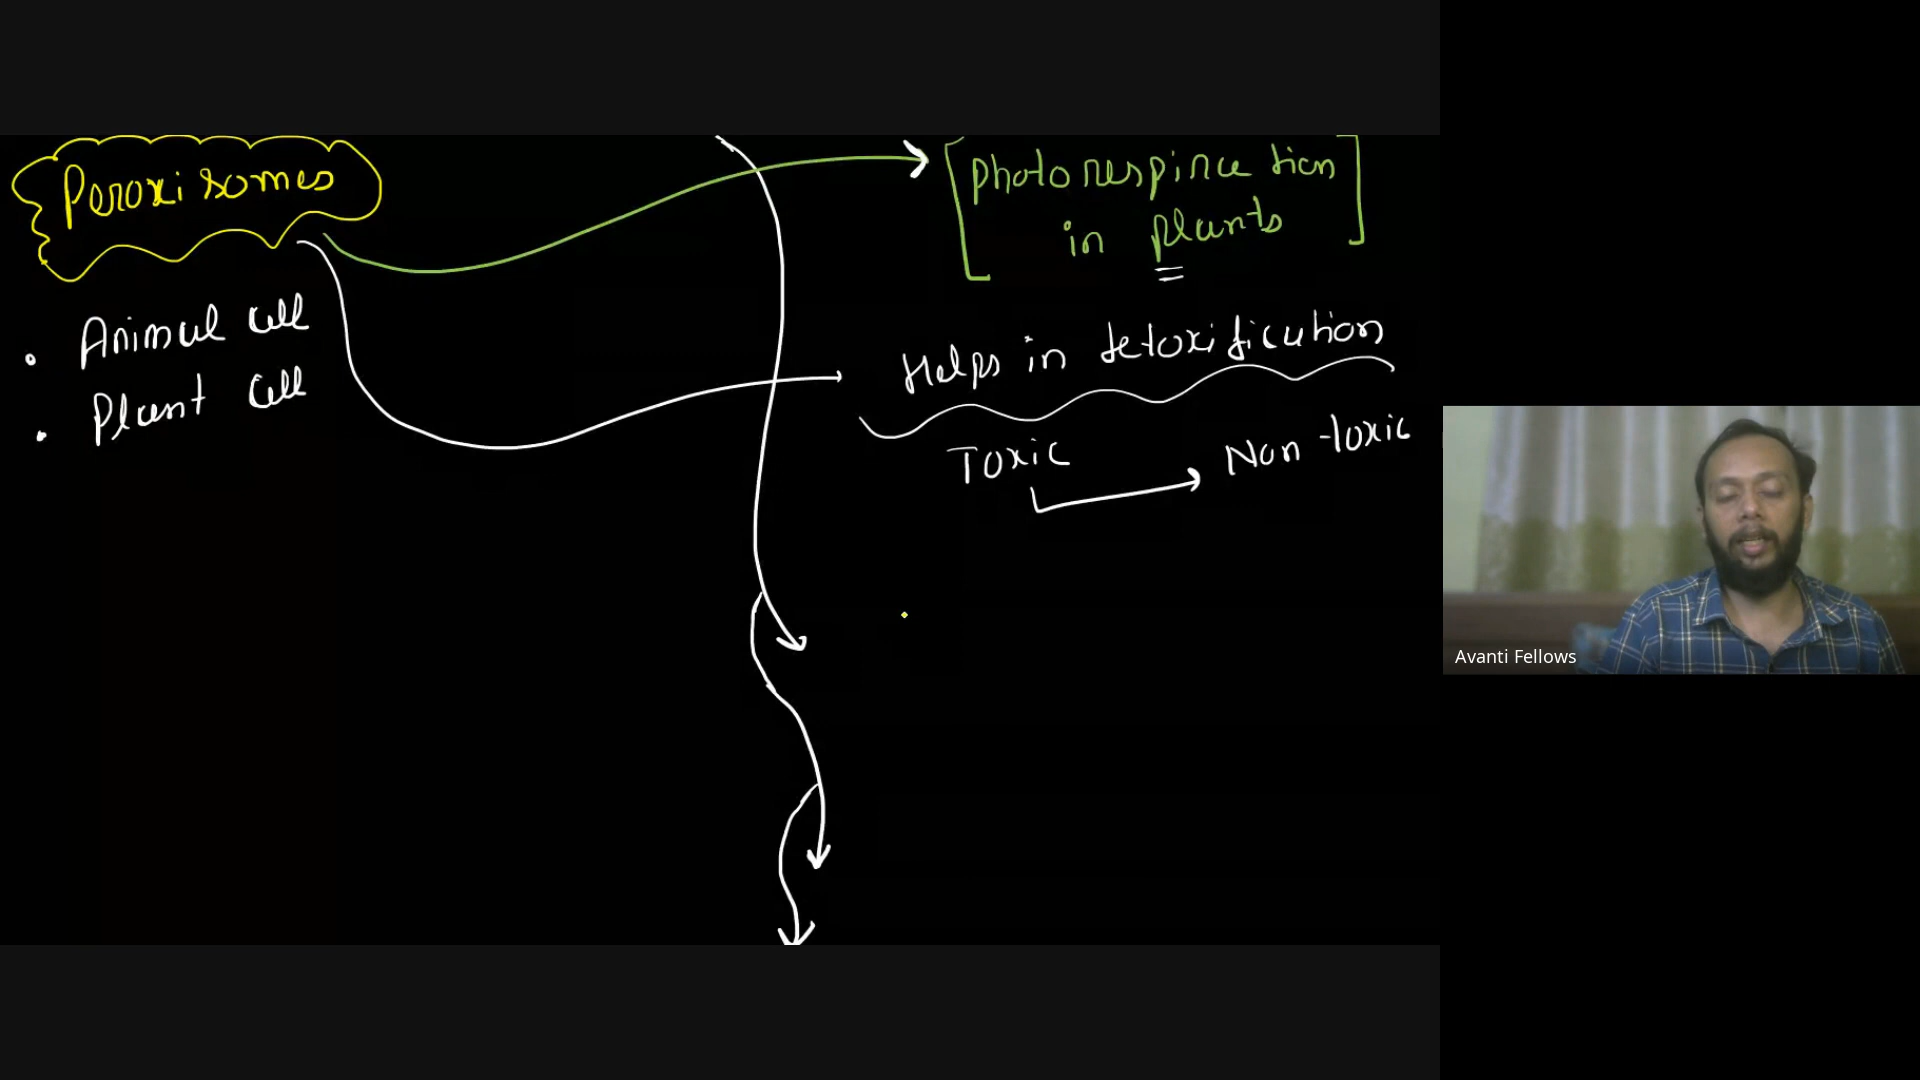 Peroxisomes
• Animal cell
• Plant cell
[photorespiration
in plants]
Helps in detoxification
Toxic → Non-toxic
Avanti Fellows